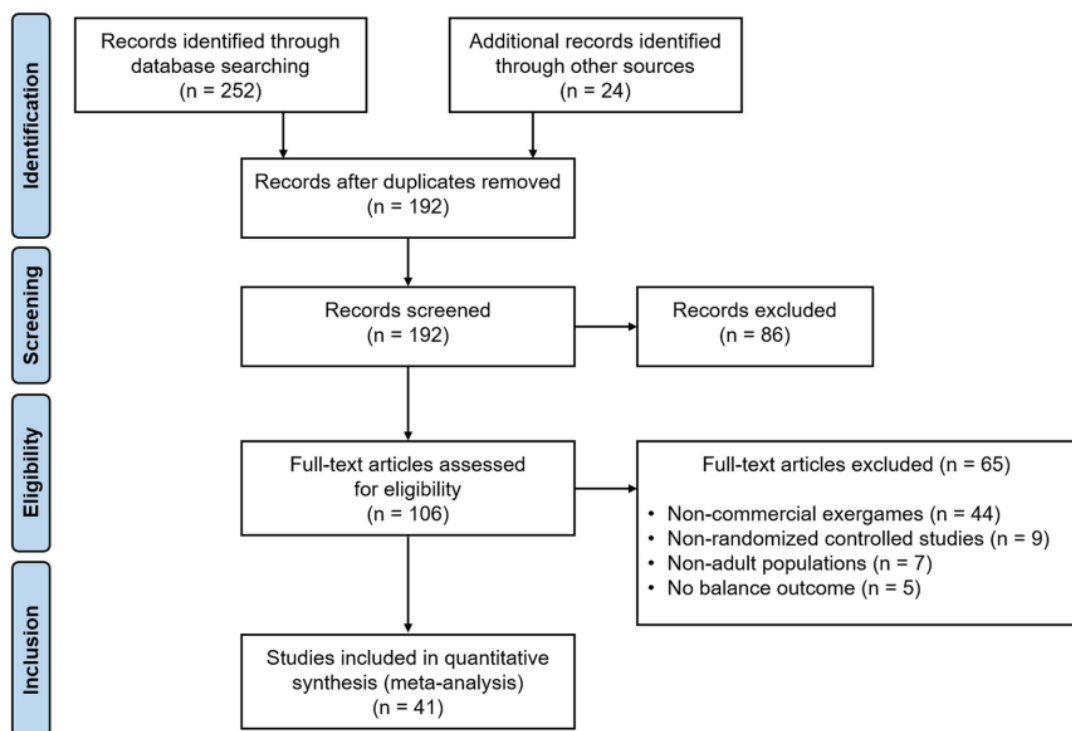 Identification
Records identified through
database searching
(n = 252)
Additional records identified
through other sources
(n = 24)
Records after duplicates removed
(n = 192)
Screening
Records screened
(n = 192)
Records excluded
(n = 86)
Eligibility
Full-text articles assessed
for eligibility
(n = 106)
Full-text articles excluded (n = 65)
• Non-commercial exergames (n = 44)
• Non-randomized controlled studies (n = 9)
• Non-adult populations (n = 7)
• No balance outcome (n = 5)
Inclusion
Studies included in quantitative
synthesis (meta-analysis)
(n = 41)